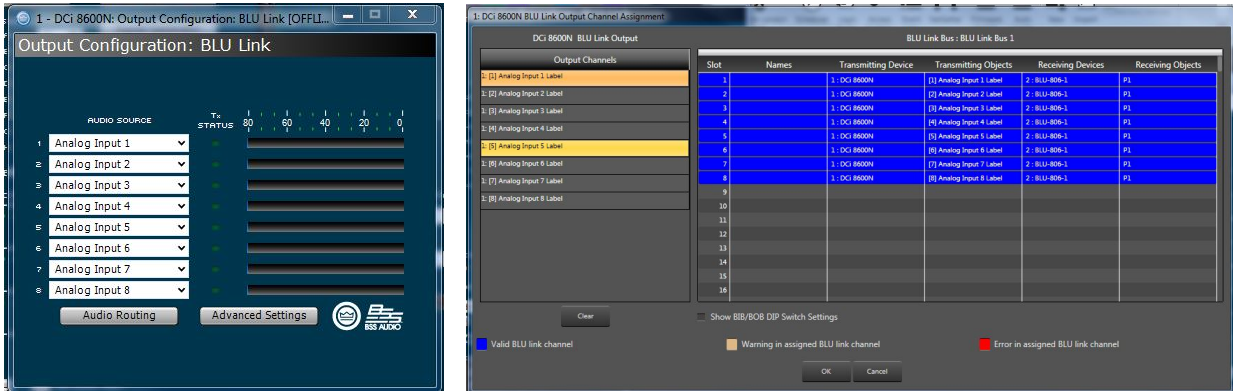 1 - DCi 8600N: Output Configuration: BLU Link [OFFLI...
Output Configuration: BLU Link
AUDIO SOURCE
Tx
STATUS
80 60 40 20 0
1 Analog Input 1
2 Analog Input 2
3 Analog Input 3
4 Analog Input 4
5 Analog Input 5
6 Analog Input 6
7 Analog Input 7
8 Analog Input 8
Audio Routing
Advanced Settings
BSS AUDIO
1: DCi 8600N BLU Link Output Channel Assignment
DCi 8600N BLU Link Output
Output Channels
1: [1] Analog Input 1 Label
1: [2] Analog Input 2 Label
1: [3] Analog Input 3 Label
1: [4] Analog Input 4 Label
1: [5] Analog Input 5 Label
1: [6] Analog Input 6 Label
1: [7] Analog Input 7 Label
1: [8] Analog Input 8 Label
Clear
BLU Link Bus : BLU Link Bus 1
Slot Names Transmitting Device Transmitting Objects Receiving Devices Receiving Objects
1 1 : DCi 8600N [1] Analog Input 1 Label 2 : BLU-806-1 P1
2 1 : DCi 8600N [2] Analog Input 2 Label 2 : BLU-806-1 P1
3 1 : DCi 8600N [3] Analog Input 3 Label 2 : BLU-806-1 P1
4 1 : DCi 8600N [4] Analog Input 4 Label 2 : BLU-806-1 P1
5 1 : DCi 8600N [5] Analog Input 5 Label 2 : BLU-806-1 P1
6 1 : DCi 8600N [6] Analog Input 6 Label 2 : BLU-806-1 P1
7 1 : DCi 8600N [7] Analog Input 7 Label 2 : BLU-806-1 P1
8 1 : DCi 8600N [8] Analog Input 8 Label 2 : BLU-806-1 P1
9
10
11
12
13
14
15
16
Show BIB/BOB DIP Switch Settings
Valid BLU link channel
Warning in assigned BLU link channel
Error in assigned BLU link channel
OK
Cancel